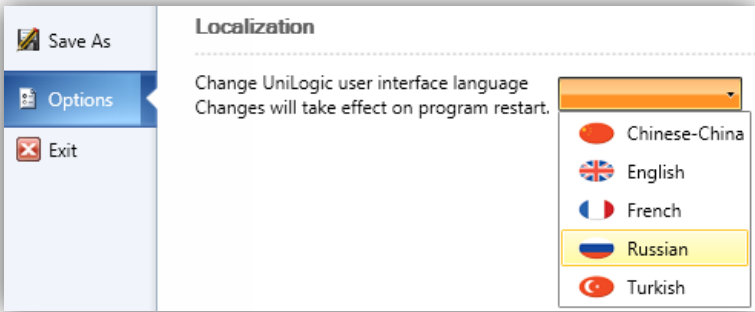 Save As
Options
Exit
Localization
Change UniLogic user interface language
Changes will take effect on program restart.
Chinese-China
English
French
Russian
Turkish